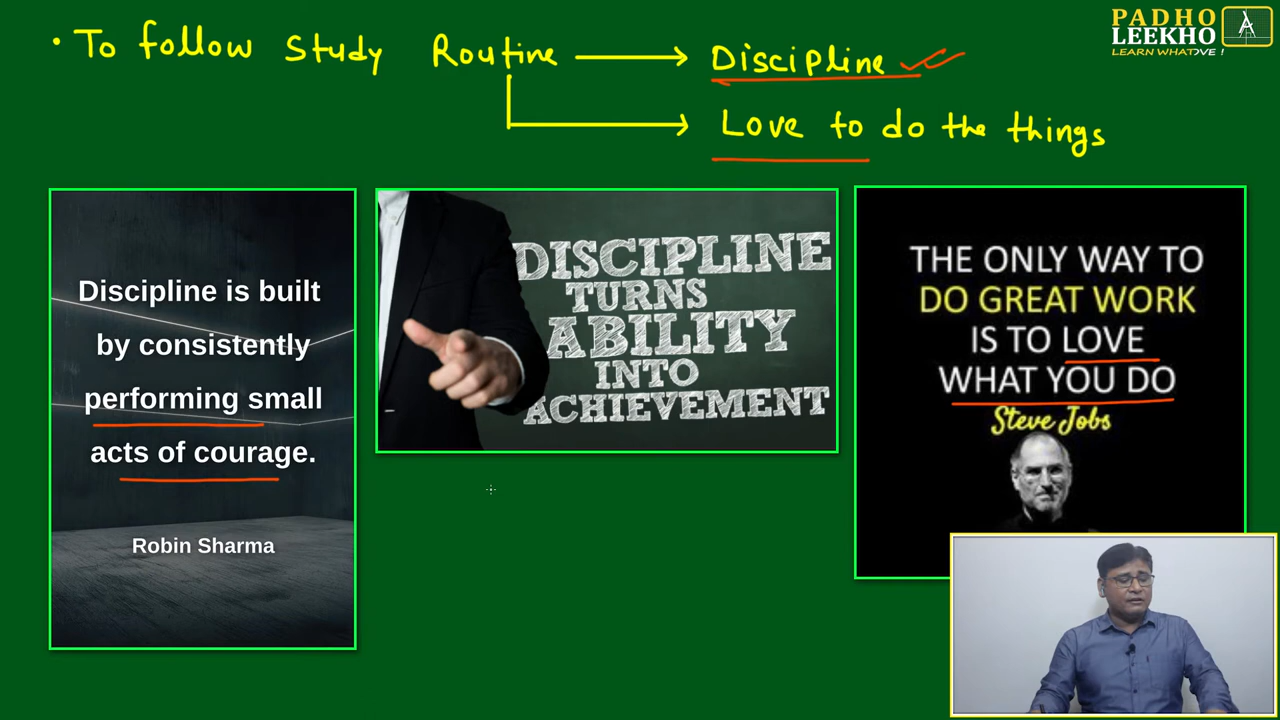 • To follow Study Routine → Discipline
→ Love to do the things
PADHO
LEEKHO
LEARN WHAT
VE !
Discipline is built
by consistently
performing small
acts of courage.
Robin Sharma
DISCIPLINE
TURNS
ABILITY
INTO
ACHIEVEMENT
THE ONLY WAY TO
DO GREAT WORK
IS TO LOVE
WHAT YOU DO
Steve Jobs